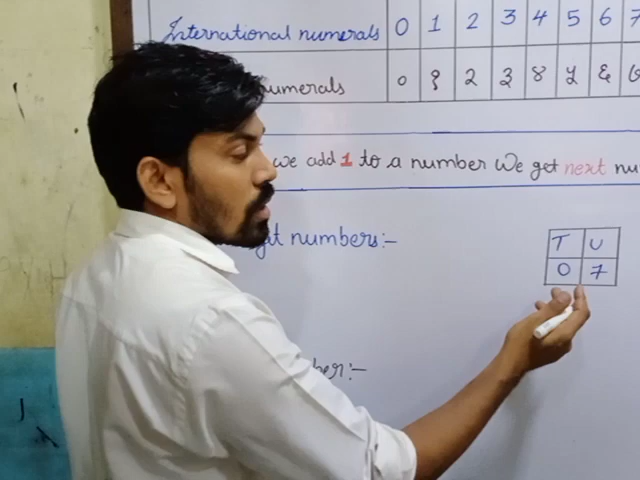 International numerals 0 1 2 3 4 5 6 7
numerals ० १ २ ३ ४ ५ ६
we add 1 to a number we get next nu
git numbers:-
T U
0 7
ber:-